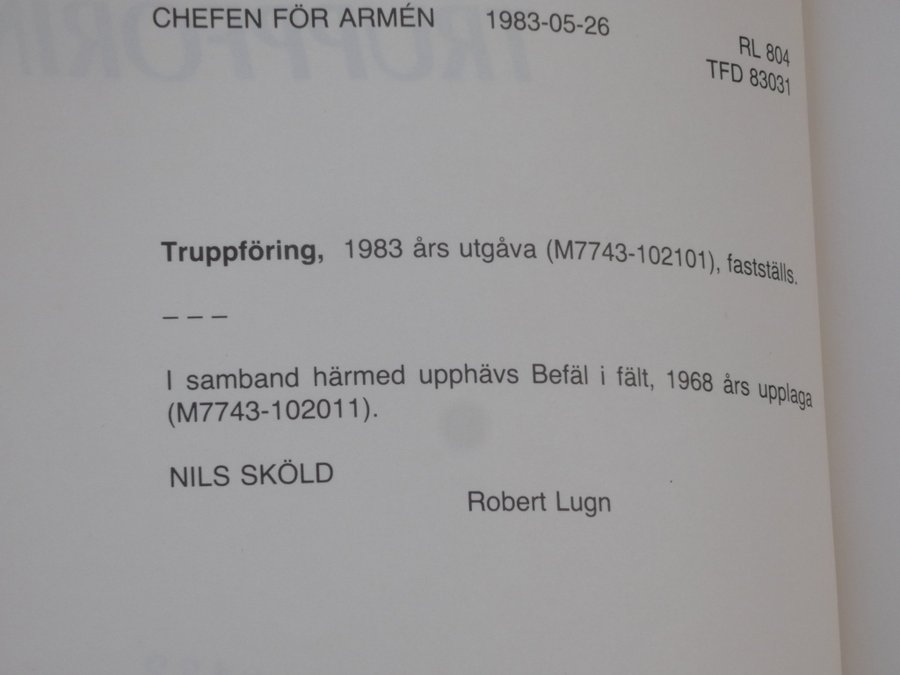 CHEFEN FÖR ARMÉN 1983-05-26
RL 804
TFD 83031
Truppföring, 1983 års utgåva (M7743-102101), fastställs.
– – –
I samband härmed upphävs Befäl i fält, 1968 års upplaga
(M7743-102011).
NILS SKÖLD
Robert Lugn